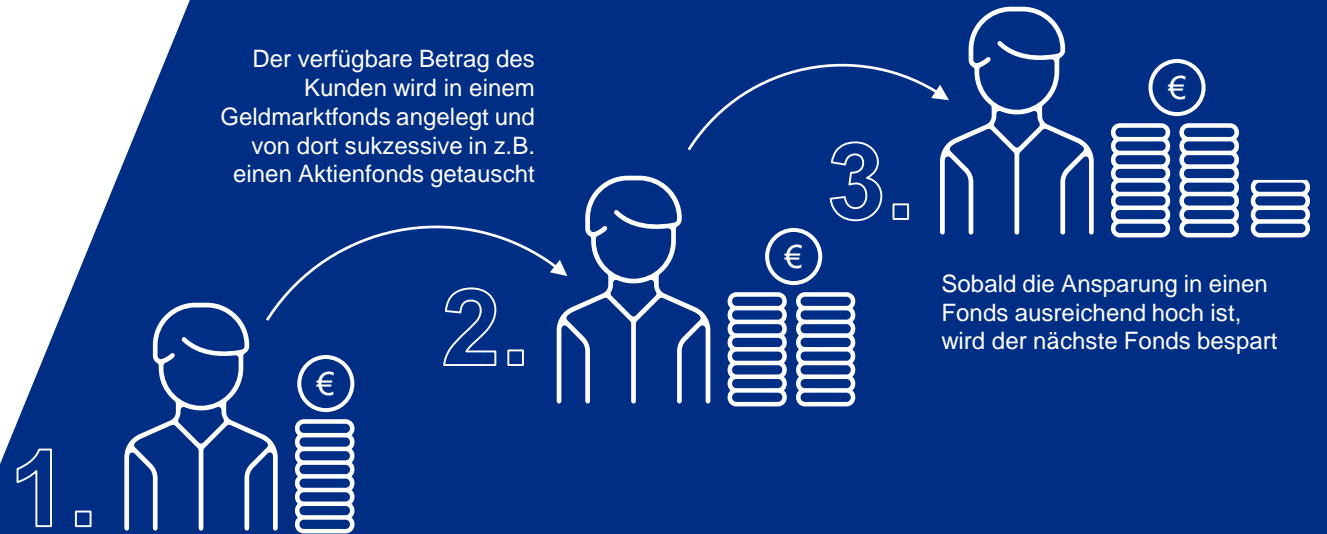 Der verfügbare Betrag des
Kunden wird in einem
Geldmarktfonds angelegt und
von dort sukzessive in z.B.
einen Aktienfonds getauscht
1.
€
2.
€
3.
€
Sobald die Ansparung in einen
Fonds ausreichend hoch ist,
wird der nächste Fonds bespart